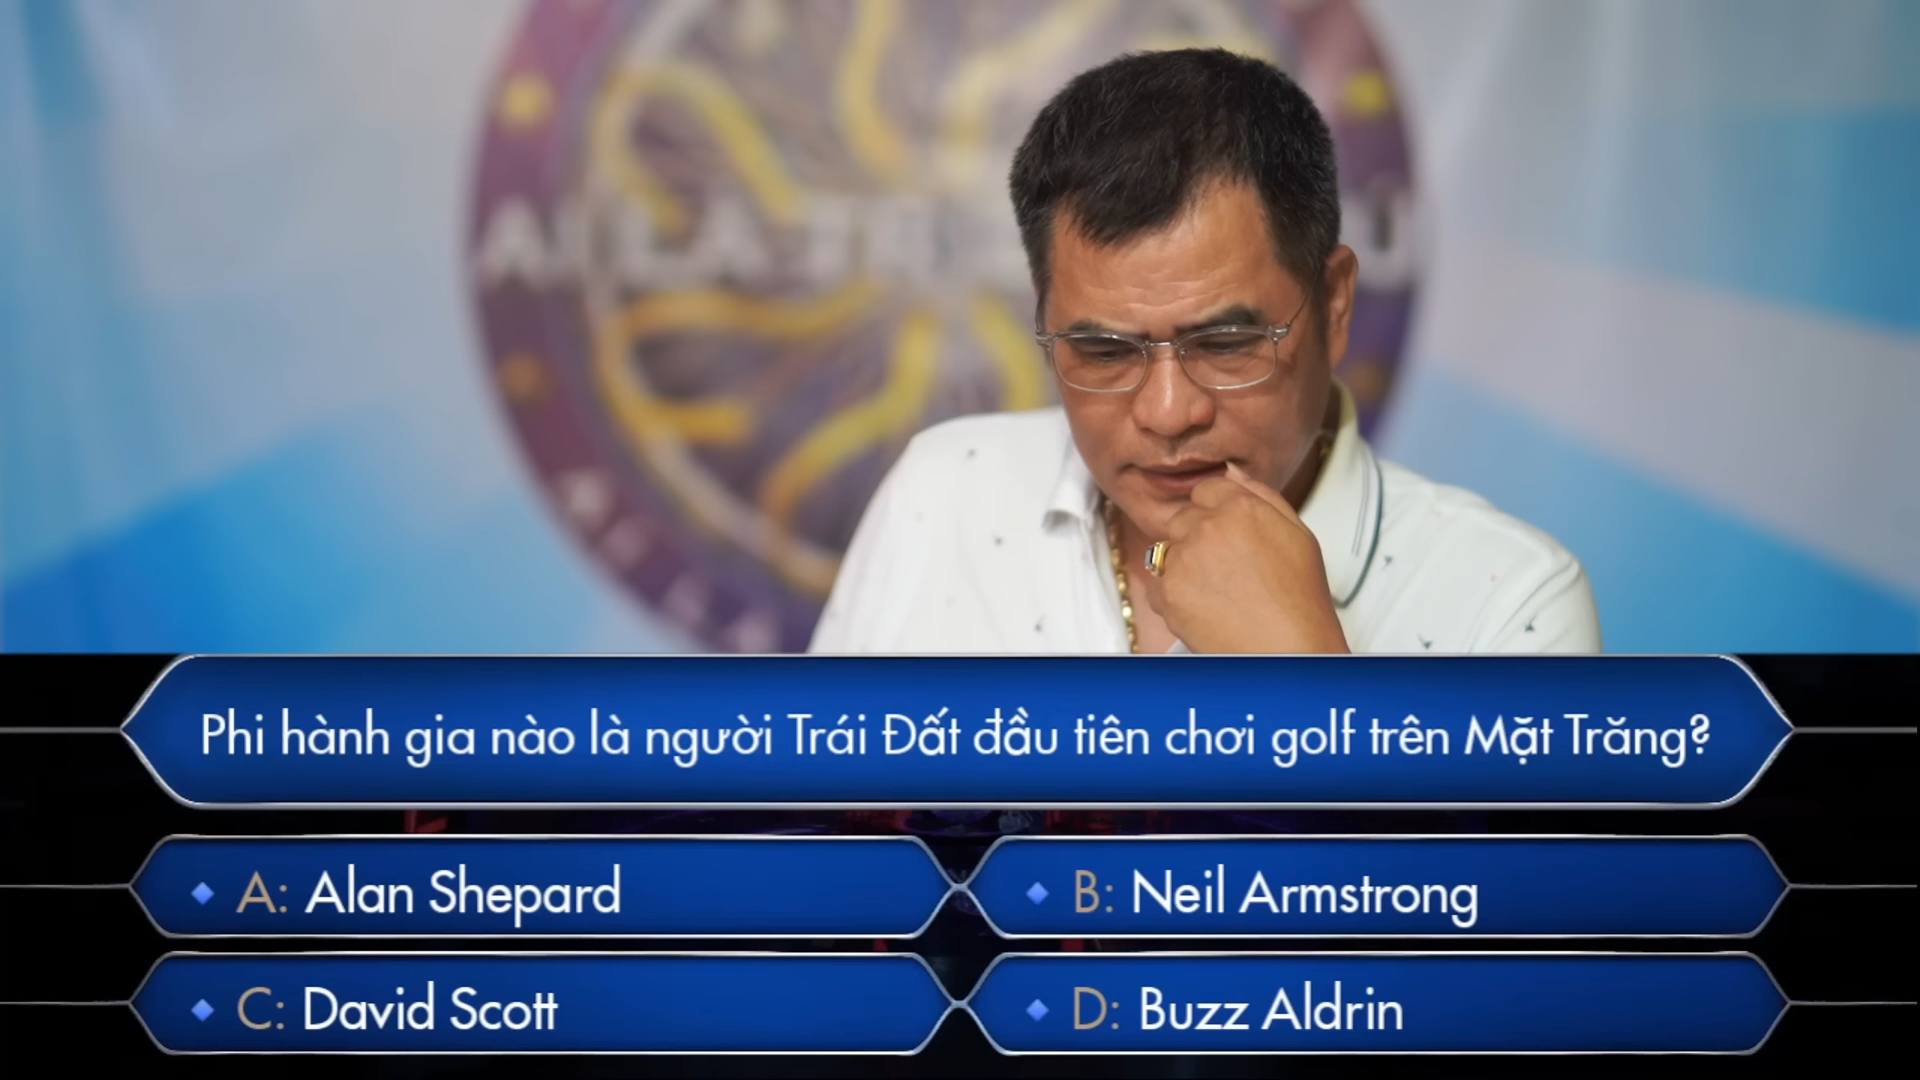 Phi hành gia nào là người Trái Đất đầu tiên chơi golf trên Mặt Trăng?
A: Alan Shepard
B: Neil Armstrong
C: David Scott
D: Buzz Aldrin